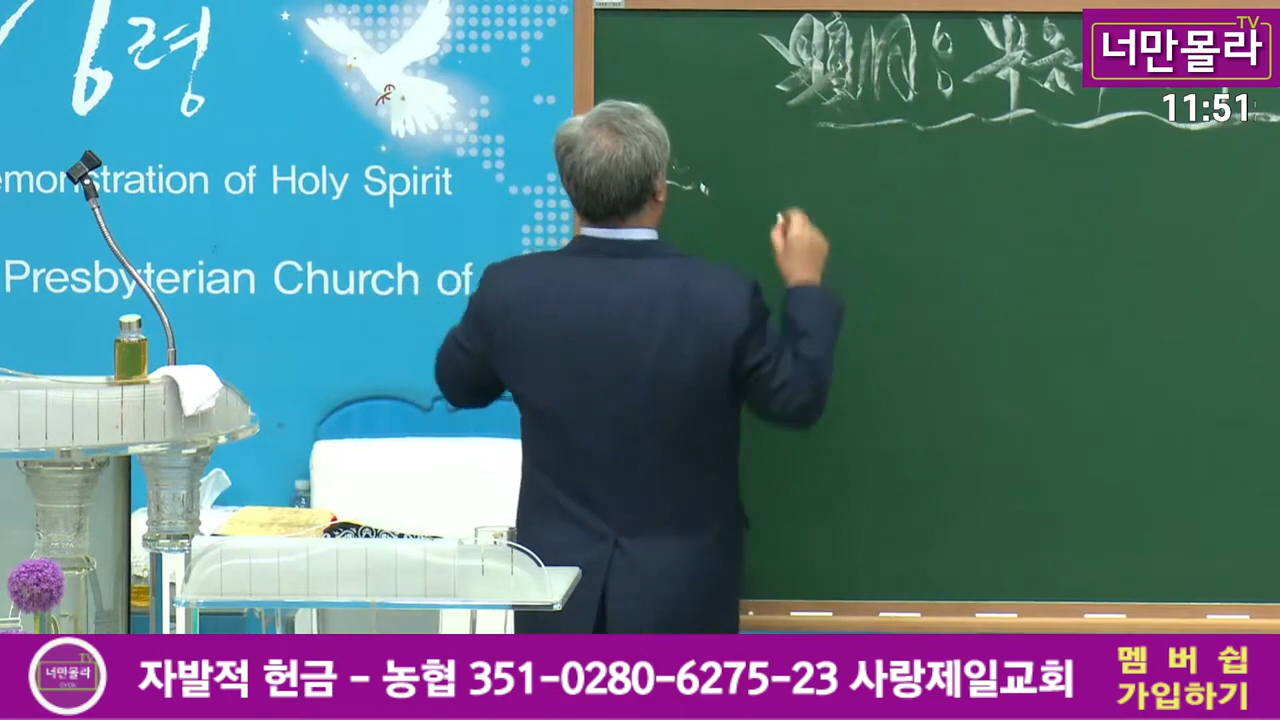 령
Demonstration of Holy Spirit
Presbyterian Church of
너만몰라 TV
11:51
너만몰라 TV
자발적 헌금 - 농협 351-0280-6275-23 사랑제일교회
멤 버 쉽
가입하기